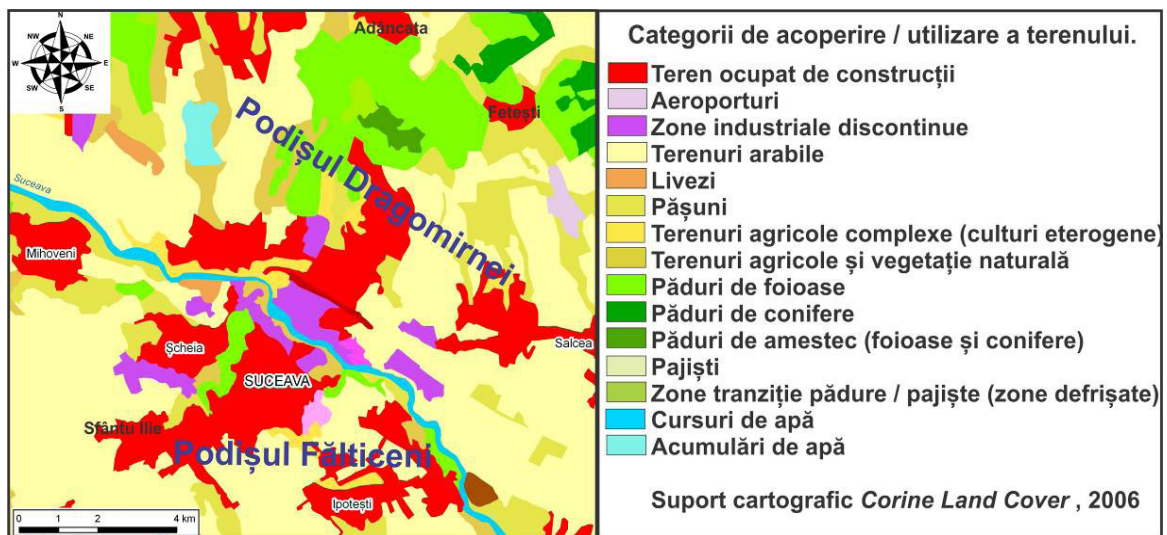 N
NW
NE
W
E
SW
SE
S
Adâncata
Fetești
Podișul Dragomirnei
Suceava
Mihoveni
Șcheia
Salcea
SUCEAVA
Sfântu Ilie
Podișul Fălticeni
Ipotești
0 1 2 4 km
Categorii de acoperire / utilizare a terenului.
Teren ocupat de construcții
Aeroporturi
Zone industriale discontinue
Terenuri arabile
Livezi
Pășuni
Terenuri agricole complexe (culturi eterogene)
Terenuri agricole și vegetație naturală
Păduri de foioase
Păduri de conifere
Păduri de amestec (foioase și conifere)
Pajiști
Zone tranziție pădure / pajiște (zone defrișate)
Cursuri de apă
Acumulări de apă
Suport cartografic Corine Land Cover , 2006